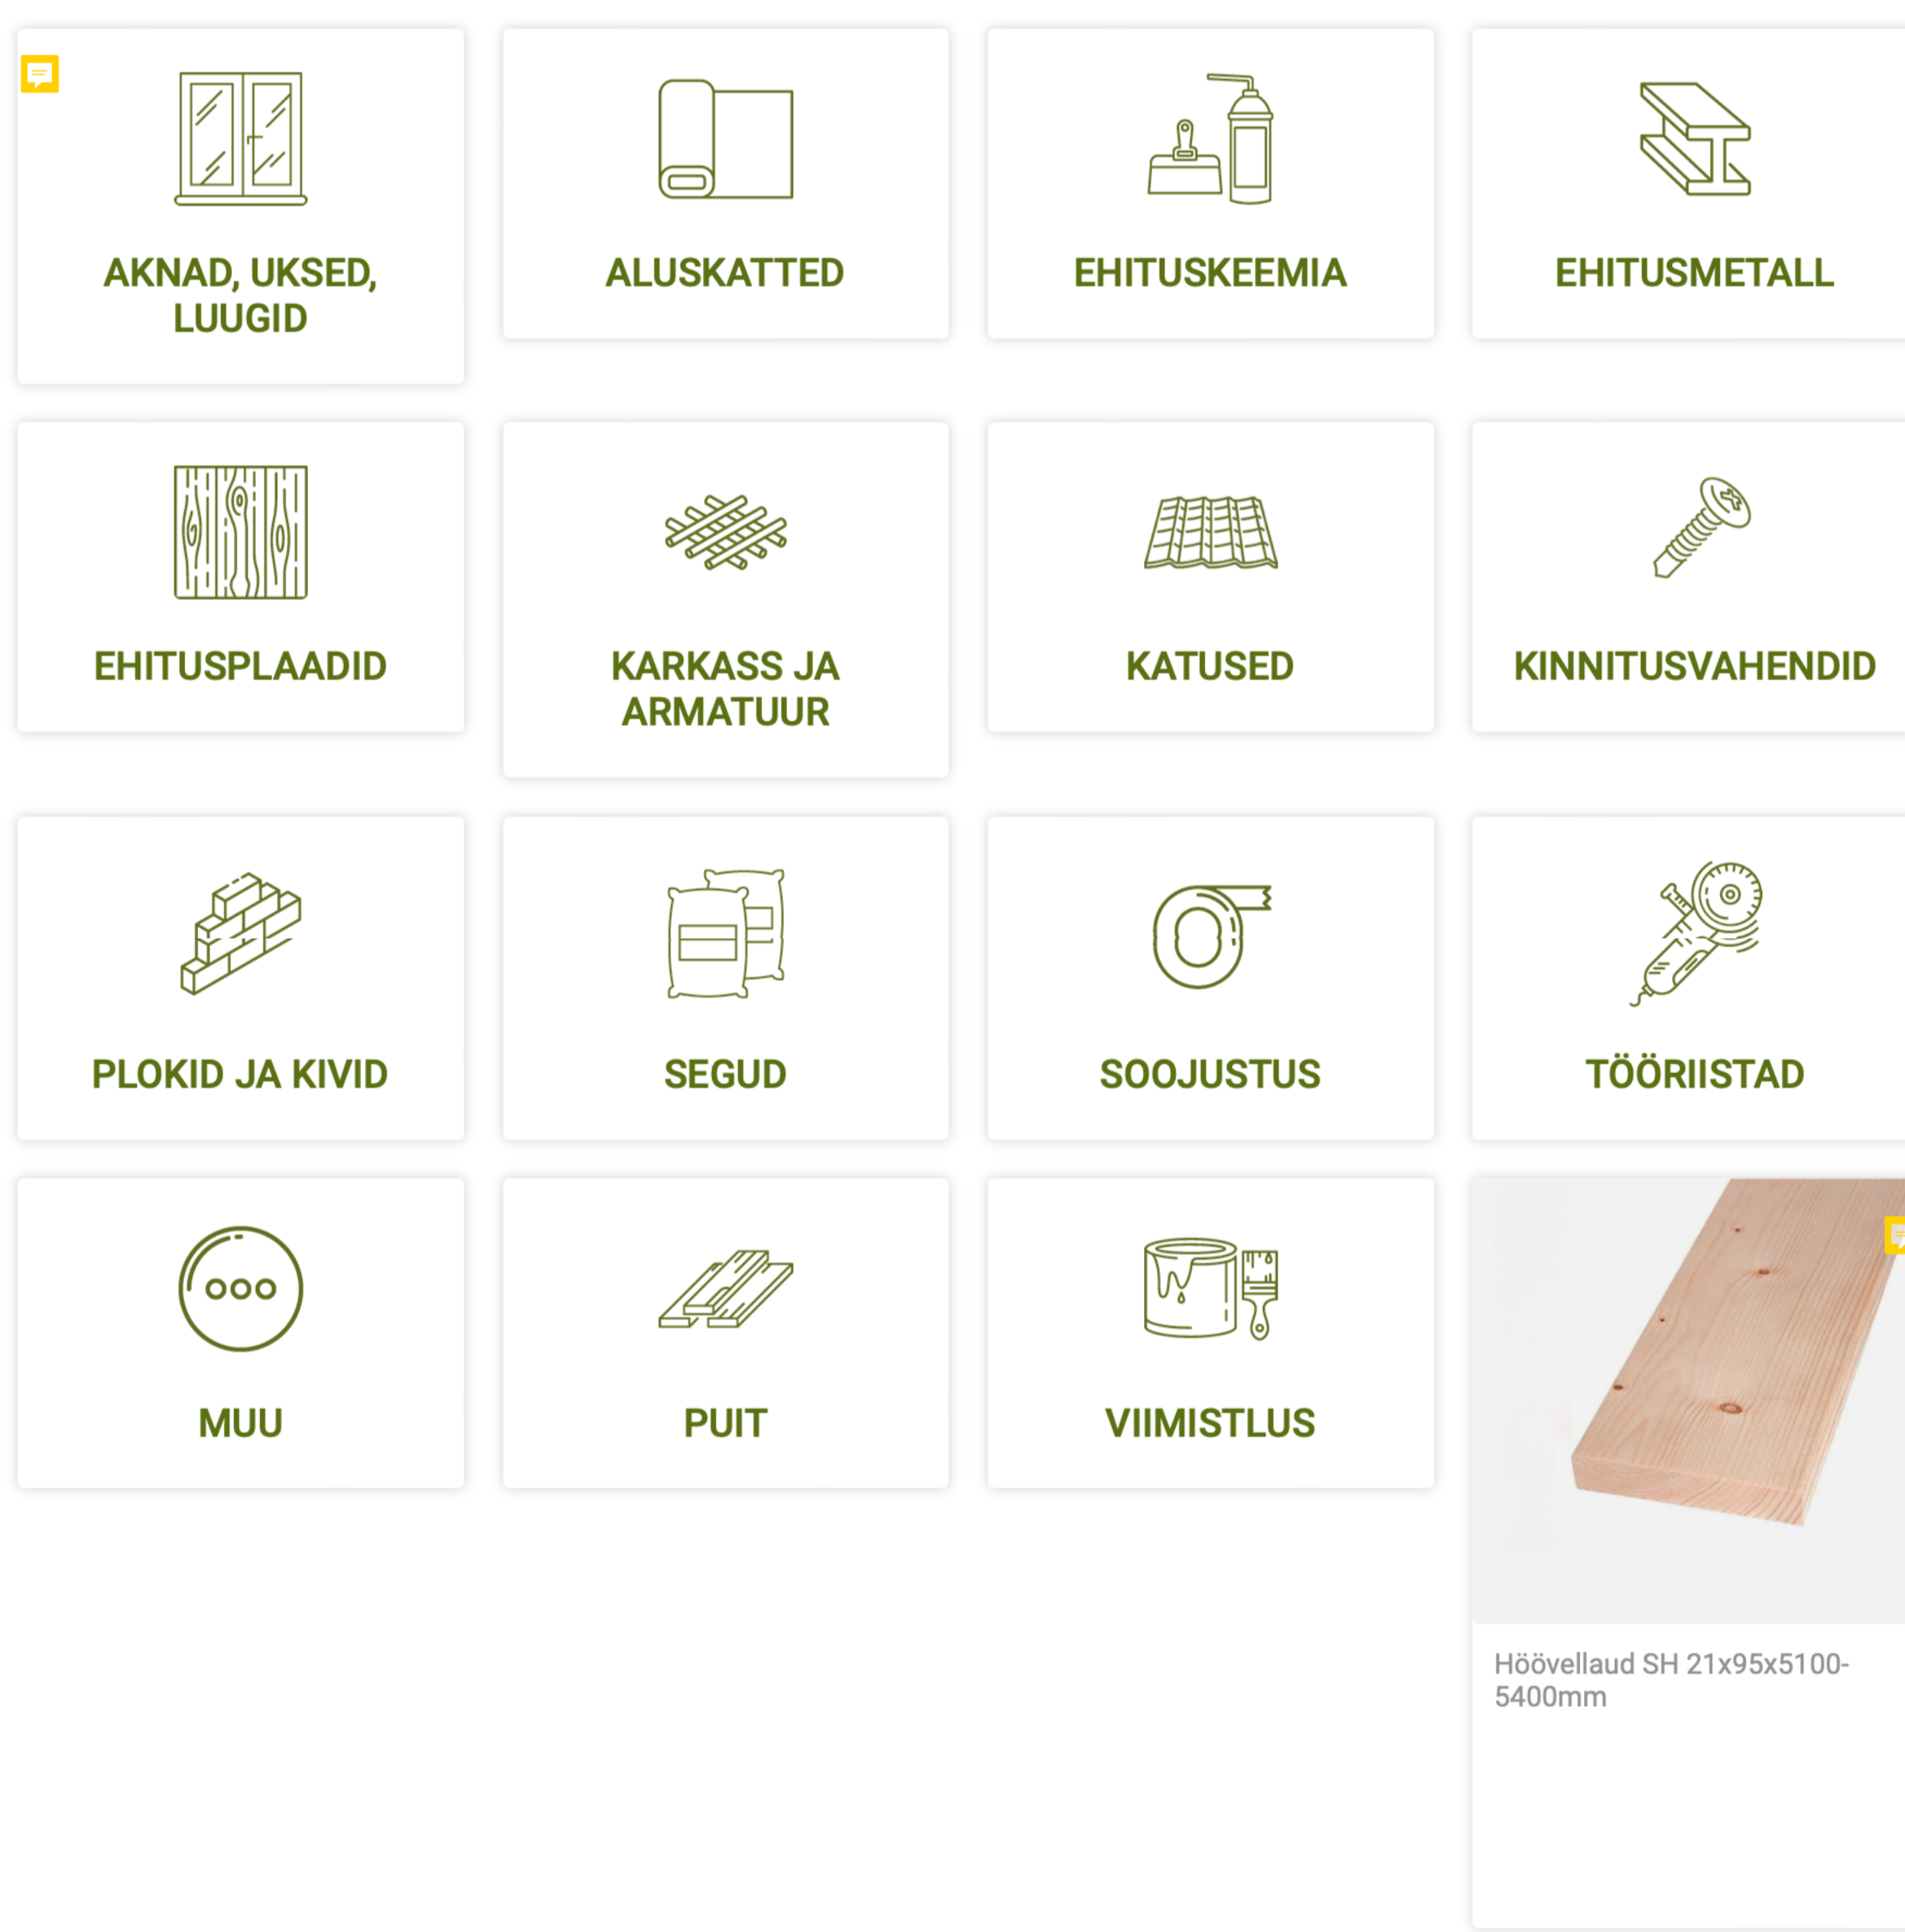 AKNAD, UKSED,
LUUGID
ALUSKATTED
EHITUSKEEMIA
EHITUSMETALL
EHITUSPLAADID
KARKASS JA
ARMATUUR
KATUSED
KINNITUSVAHENDID
PLOKID JA KIVID
SEGUD
SOOJUSTUS
TÖÖRIISTAD
MUU
PUIT
VIIMISTLUS
Höövellaud SH 21x95x5100-
5400mm